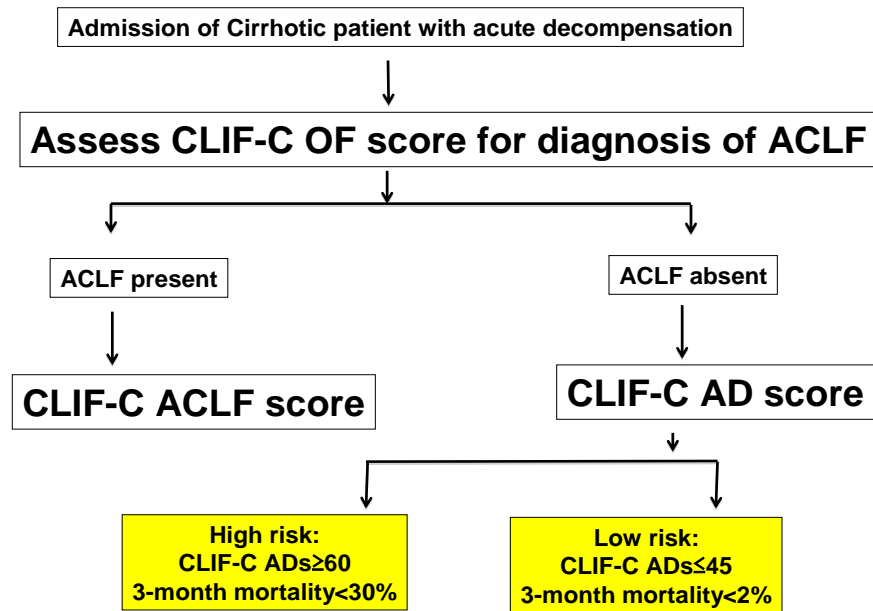 Admission of Cirrhotic patient with acute decompensation
Assess CLIF-C OF score for diagnosis of ACLF
ACLF present
ACLF absent
CLIF-C ACLF score
CLIF-C AD score
High risk:
CLIF-C ADs≥60
3-month mortality<30%
Low risk:
CLIF-C ADs≤45
3-month mortality<2%